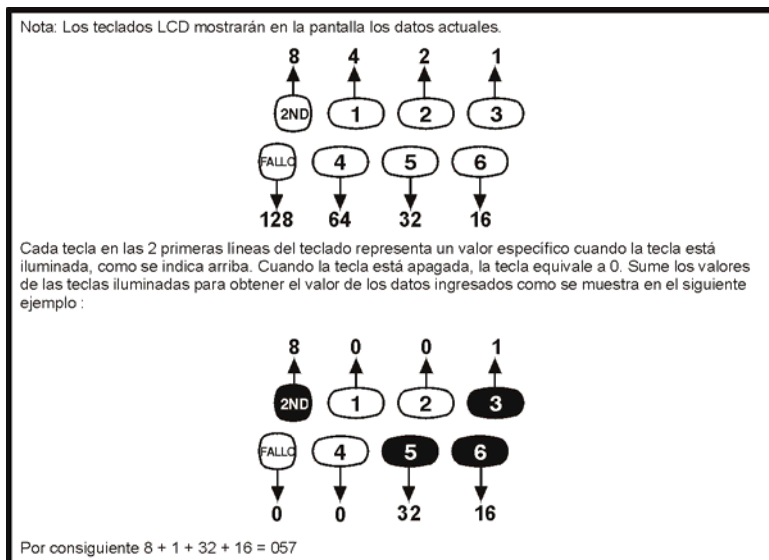 Nota: Los teclados LCD mostrarán en la pantalla los datos actuales.
8 4 2 1
2ND 1 2 3
FALLO 4 5 6
128 64 32 16
Cada tecla en las 2 primeras líneas del teclado representa un valor específico cuando la tecla está
iluminada, como se indica arriba. Cuando la tecla está apagada, la tecla equivale a 0. Sume los valores
de las teclas iluminadas para obtener el valor de los datos ingresados como se muestra en el siguiente
ejemplo :
8 0 0 1
2ND 1 2 3
FALLO 4 5 6
0 0 32 16
Por consiguiente 8 + 1 + 32 + 16 = 057